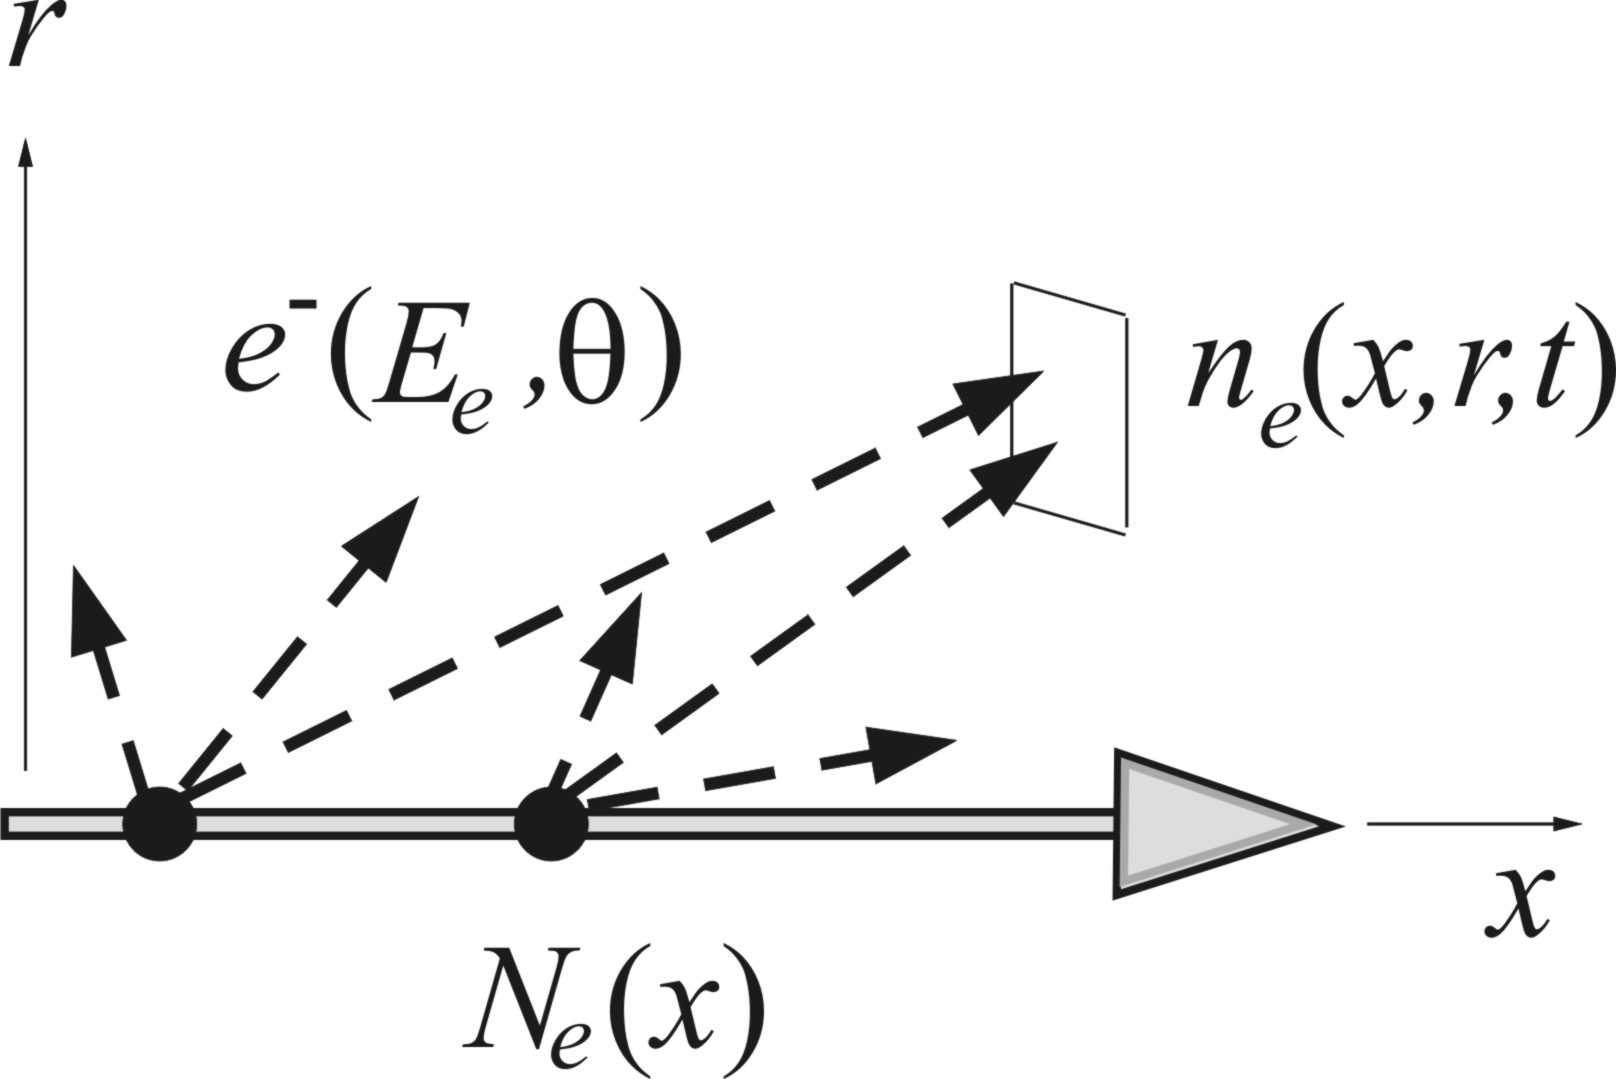 r
e⁻(Eₑ,θ)
nₑ(x,r,t)
x
Nₑ(x)